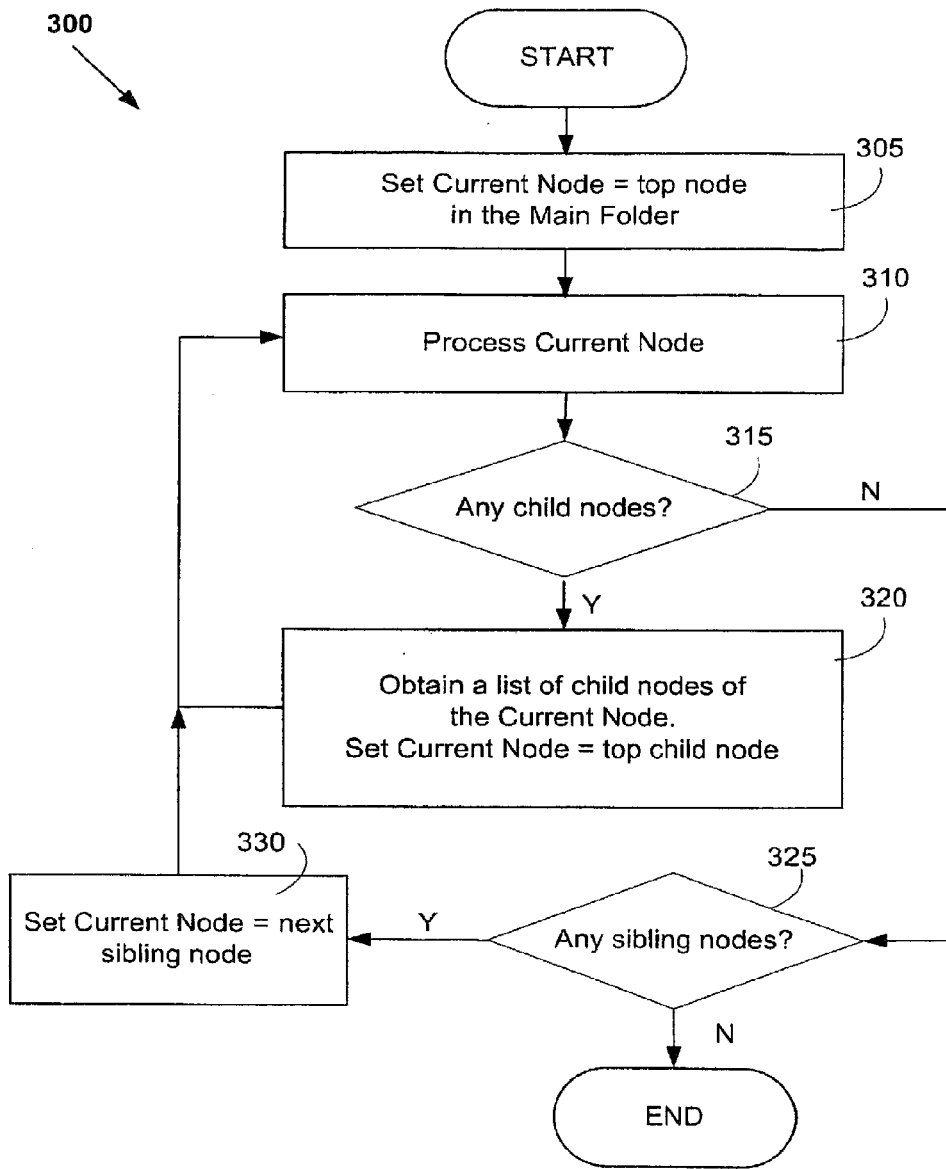 300
START
305
Set Current Node = top node
in the Main Folder
310
Process Current Node
315
Any child nodes?
N
Y
320
Obtain a list of child nodes of
the Current Node.
Set Current Node = top child node
330
Set Current Node = next
sibling node
325
Y
Any sibling nodes?
N
END